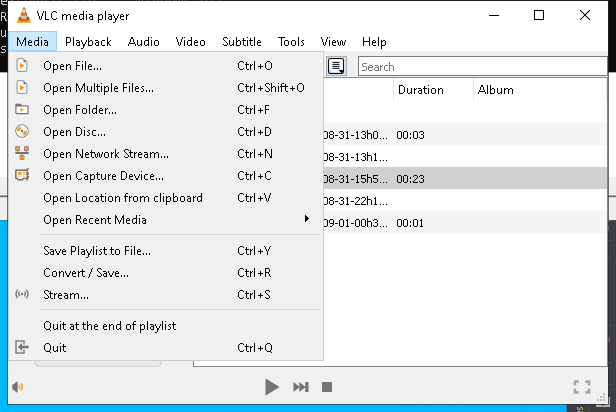 VLC media player
Media Playback Audio Video Subtitle Tools View Help
Open File... Ctrl+O
Search
Open Multiple Files... Ctrl+Shift+O
Duration Album
Open Folder... Ctrl+F
Open Disc... Ctrl+D
08-31-13h0... 00:03
Open Network Stream... Ctrl+N
08-31-13h1...
Open Capture Device... Ctrl+C
08-31-15h5... 00:23
Open Location from clipboard Ctrl+V
08-31-22h1...
Open Recent Media
09-01-00h3... 00:01
Save Playlist to File... Ctrl+Y
Convert / Save... Ctrl+R
Stream... Ctrl+S
Quit at the end of playlist
Quit Ctrl+Q